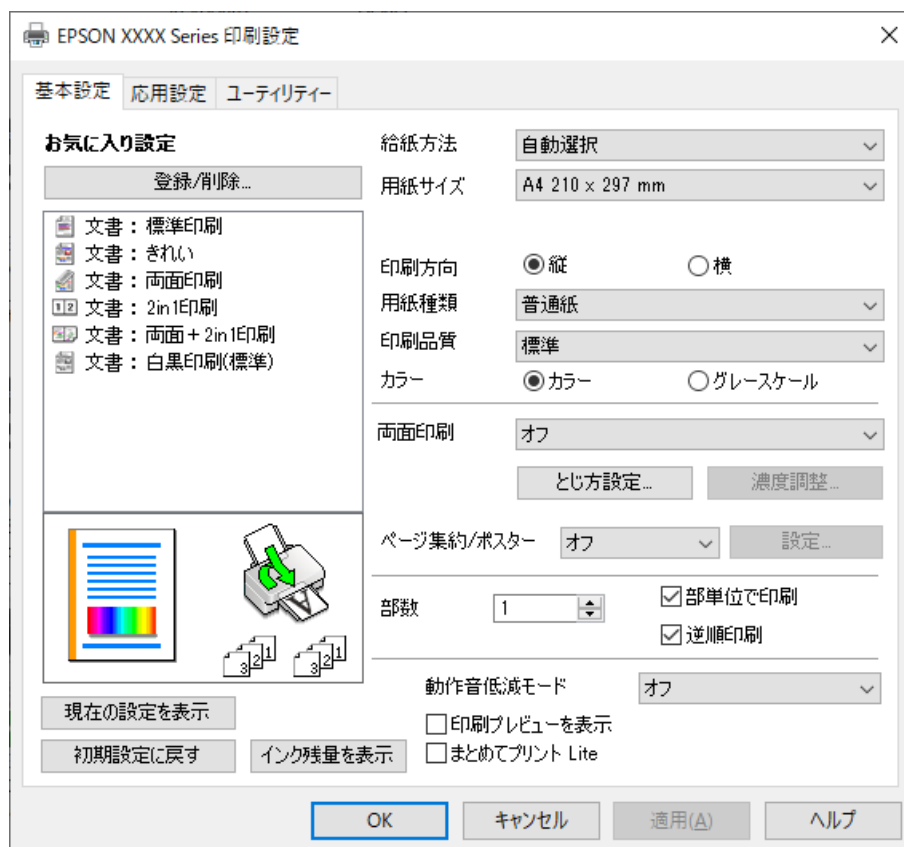 EPSON XXXX Series 印刷設定
基本設定 応用設定 ユーティリティー
お気に入り設定
登録/削除...
文書：標準印刷
文書：きれい
文書：両面印刷
文書：2in1印刷
文書：両面＋2in1印刷
文書：白黒印刷(標準)
給紙方法 自動選択
用紙サイズ A4 210 x 297 mm
印刷方向 縦 横
用紙種類 普通紙
印刷品質 標準
カラー カラー グレースケール
両面印刷 オフ
とじ方設定... 濃度調整...
ページ集約/ポスター オフ 設定...
部数 1 部単位で印刷
逆順印刷
3 2 1 3 2 1
動作音低減モード オフ
現在の設定を表示 印刷プレビューを表示
初期設定に戻す インク残量を表示 まとめてプリント Lite
OK キャンセル 適用(A) ヘルプ